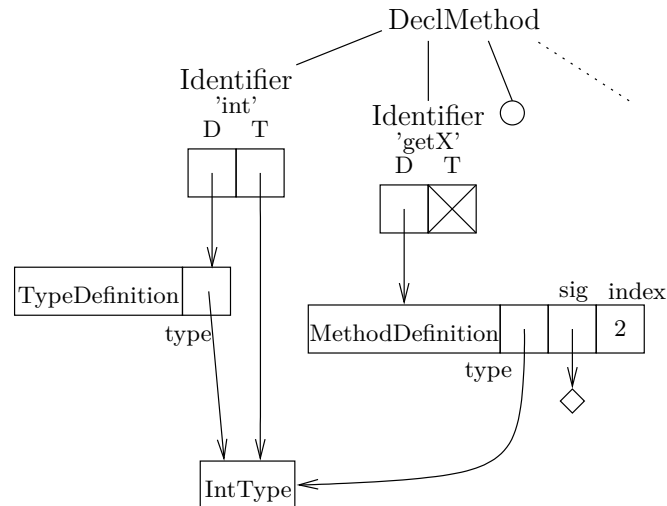 DeclMethod
Identifier
'int'
D T
Identifier
'getX'
D T
TypeDefinition
type
sig index
MethodDefinition 2
type
IntType